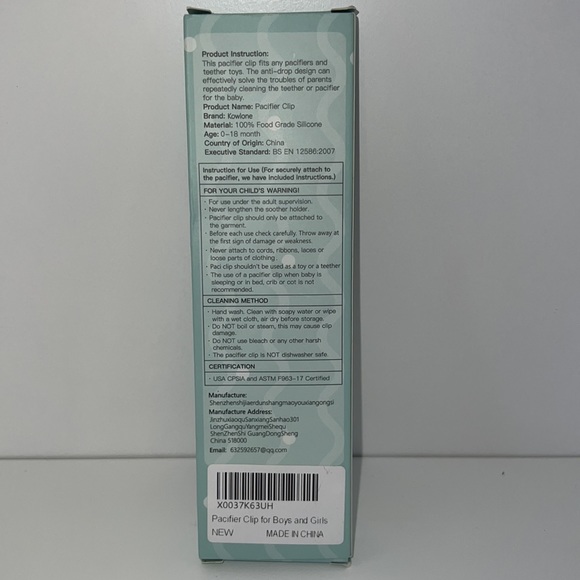 Product Instruction:
This pacifier clip fits any pacifiers and
teether toys. The anti-drop design can
effectively solve the troubles of parents
repeatedly cleaning the teether or pacifier
for the baby.
Product Name: Pacifier Clip
Brand: Kowlone
Material: 100% Food Grade Silicone
Age: 0-18 month
Country of Origin: China
Executive Standard: BS EN 12586:2007
Instruction for Use (For securely attach to
the pacifier, we have included instructions.)
FOR YOUR CHILD'S WARNING!
· For use under the adult supervision.
· Never lengthen the soother holder.
· Pacifier clip should only be attached to
the garment.
· Before each use check carefully. Throw away at
the first sign of damage or weakness.
· Never attach to cords, ribbons, laces or
loose parts of clothing..
· Paci clip shouldn't be used as a toy or a teether
· The use of a pacifier clip when baby is
sleeping or in bed, crib or cot is not
recommended.
CLEANING METHOD
· Hand wash. Clean with soapy water or wipe
with a wet cloth, air dry before storage.
· Do NOT boil or steam, this may cause clip
damage.
· Do NOT use bleach or any other harsh
chemicals.
· The pacifier clip is NOT dishwasher safe.
CERTIFICATION
· USA CPSIA and ASTM F963-17 Certified
Manufacture:
Shenzhenshijiaendunshangmaoyouxiangongsi
Manufacture Address:
JinzhuxiaoquSanxiangSanhao301
LongGangquYangmeiShequ
ShenZhenShi GuangDongSheng
China 518000
Email: 632592657@qq.com
X0037K63UH
Pacifier Clip for Boys and Girls
NEW MADE IN CHINA